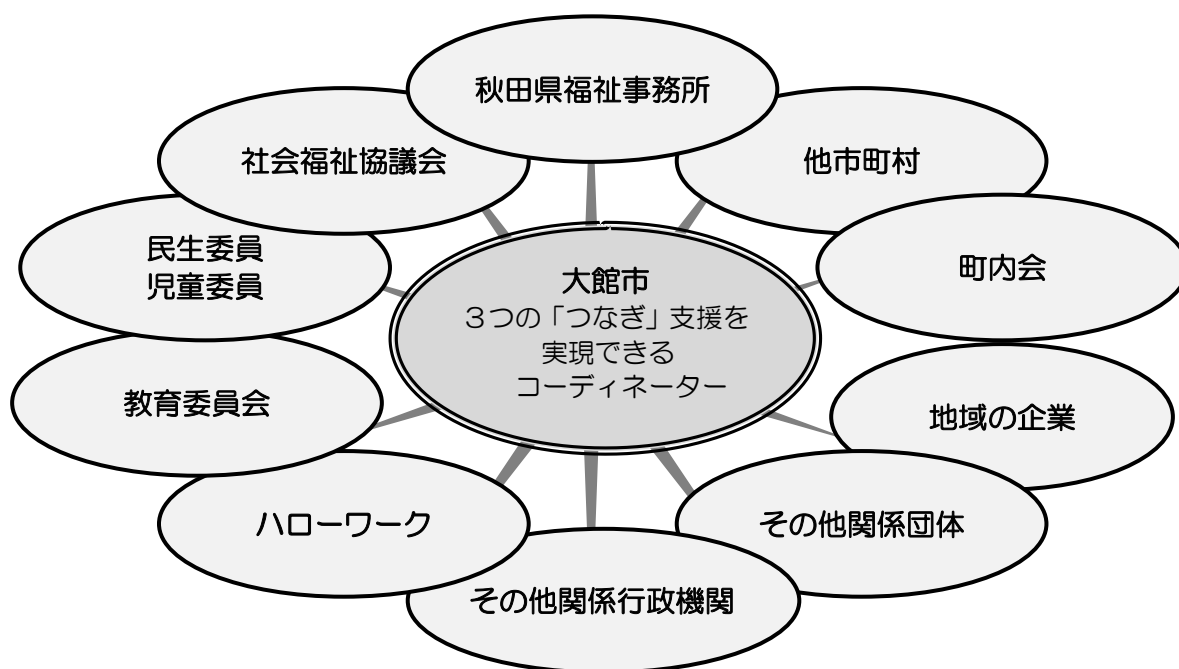 秋田県福祉事務所
社会福祉協議会
他市町村
民生委員
児童委員
町内会
大館市
３つの「つなぎ」支援を
実現できる
コーディネーター
教育委員会
地域の企業
ハローワーク
その他関係団体
その他関係行政機関